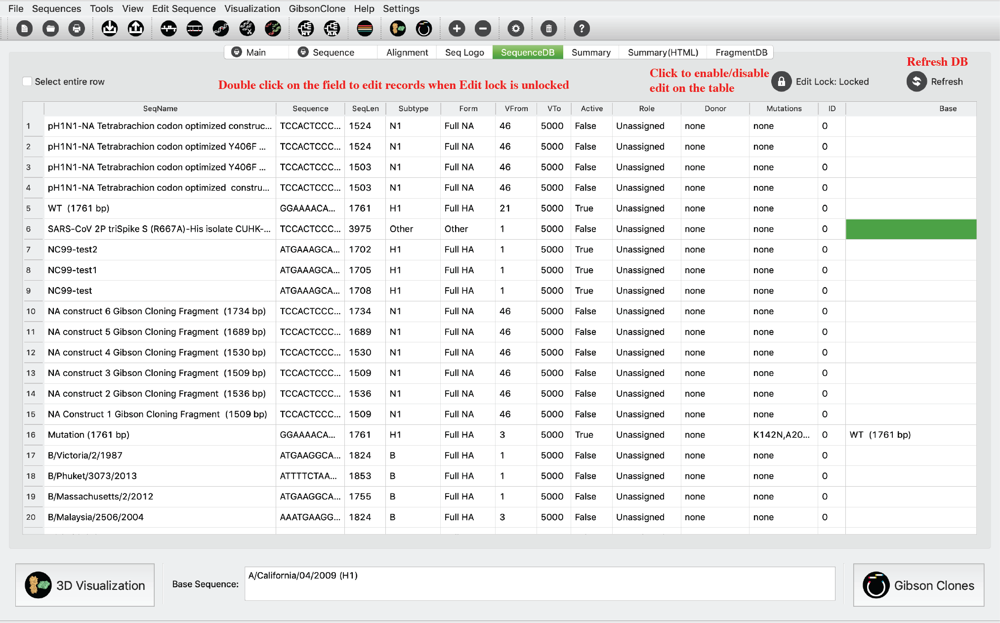 File Sequences Tools View Edit Sequence Visualization GibsonClone Help Settings
NT AA
Main Sequence Alignment Seq Logo SequenceDB Summary Summary(HTML) FragmentDB
Refresh DB
Select entire row
Double click on the field to edit records when Edit lock is unlocked
Click to enable/disable
edit on the table
Edit Lock: Locked
Refresh
SeqName Sequence SeqLen Subtype Form VFrom VTo Active Role Donor Mutations ID Base
1 pH1N1-NA Tetrabrachion codon optimized construc... TCCACTCCC... 1524 N1 Full NA 46 5000 False Unassigned none none 0
2 pH1N1-NA Tetrabrachion codon optimized Y406F ... TCCACTCCC... 1524 N1 Full NA 46 5000 False Unassigned none none 0
3 pH1N1-NA Tetrabrachion codon optimized Y406F ... TCCACTCCC... 1503 N1 Full NA 46 5000 False Unassigned none none 0
4 pH1N1-NA Tetrabrachion codon optimized  constru... TCCACTCCC... 1503 N1 Full NA 46 5000 False Unassigned none none 0
5 WT  (1761 bp) GGAAAACA... 1761 H1 Full HA 21 5000 True Unassigned none none 0
6 SARS-CoV 2P triSpike S (R667A)-His isolate CUHK-... TCCACTCCC... 3975 Other Other 1 5000 False Unassigned none none 0
7 NC99-test2 ATGAAAGCA... 1702 H1 Full HA 1 5000 True Unassigned none none 0
8 NC99-test1 ATGAAAGCA... 1705 H1 Full HA 1 5000 True Unassigned none none 0
9 NC99-test ATGAAAGCA... 1708 H1 Full HA 1 5000 True Unassigned none none 0
10 NA construct 6 Gibson Cloning Fragment  (1734 bp) TCCACTCCC... 1734 N1 Full NA 46 5000 False Unassigned none none 0
11 NA construct 5 Gibson Cloning Fragment  (1689 bp) TCCACTCCC... 1689 N1 Full NA 46 5000 False Unassigned none none 0
12 NA construct 4 Gibson Cloning Fragment  (1530 bp) TCCACTCCC... 1530 N1 Full NA 46 5000 False Unassigned none none 0
13 NA construct 3 Gibson Cloning Fragment  (1509 bp) TCCACTCCC... 1509 N1 Full NA 46 5000 False Unassigned none none 0
14 NA construct 2 Gibson Cloning Fragment  (1536 bp) TCCACTCCC... 1536 N1 Full NA 46 5000 False Unassigned none none 0
15 NA Construct 1 Gibson Cloning Fragment  (1509 bp) TCCACTCCC... 1509 N1 Full NA 46 5000 False Unassigned none none 0
16 Mutation (1761 bp) GGAAAACA... 1761 H1 Full HA 3 5000 True Unassigned none K142N,A20... 0 WT  (1761 bp)
17 B/Victoria/2/1987 ATGAAGGCA... 1824 B Full HA 1 5000 False Unassigned none none 0
18 B/Phuket/3073/2013 ATTTTCTAA... 1853 B Full HA 1 5000 False Unassigned none none 0
19 B/Massachusetts/2/2012 ATGAAGGCA... 1755 B Full HA 1 5000 False Unassigned none none 0
20 B/Malaysia/2506/2004 AAATGAAGG... 1824 B Full HA 3 5000 False Unassigned none none 0
3D Visualization
Base Sequence:
A/California/04/2009 (H1)
Gibson Clones